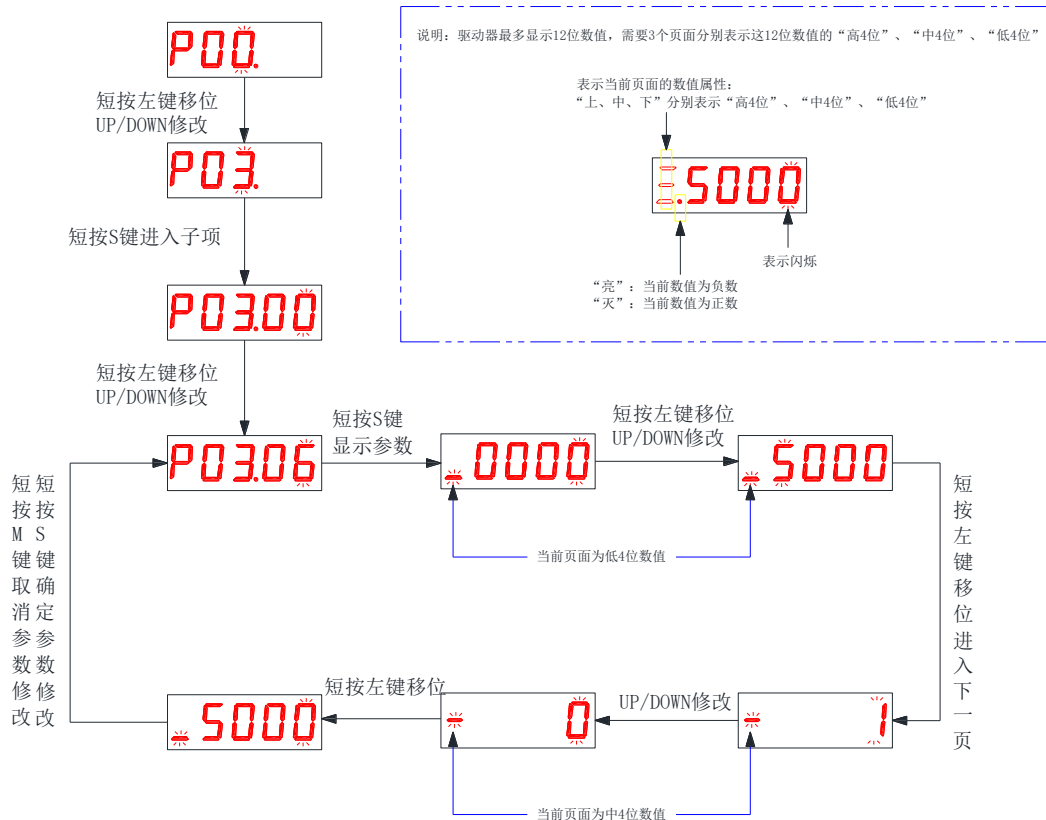 P00.
说明：驱动器最多显示12位数值，需要3个页面分别表示这12位数值的“高4位”、“中4位”、“低4位”
表示当前页面的数值属性：
“上、中、下”分别表示“高4位”、“中4位”、“低4位”
短按左键移位
UP/DOWN修改
P03.
.5000
短按S键进入子项
表示闪烁
“亮”：当前数值为负数
“灭”：当前数值为正数
P03.00
短按左键移位
UP/DOWN修改
P03.06
短按S键
显示参数
_0000
短按左键移位
UP/DOWN修改
_5000
当前页面为低4位数值
短按左键移位进入下一页
短按M键取消参数修改
短按S键确定参数修改
_5000
短按左键移位
- 0
UP/DOWN修改
- 1
当前页面为中4位数值